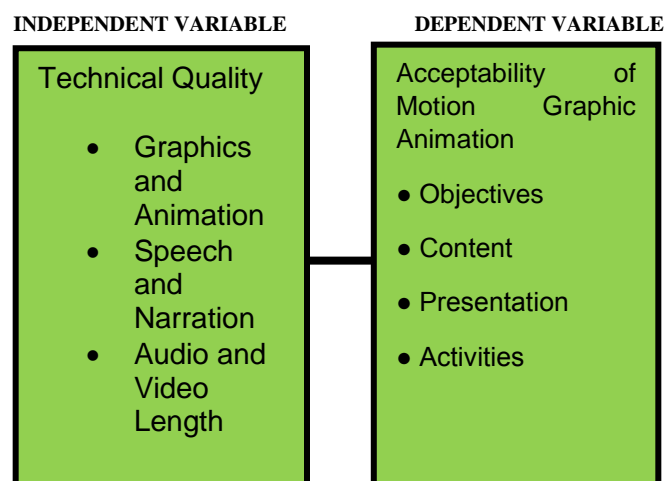 INDEPENDENT VARIABLE
DEPENDENT VARIABLE
Technical Quality
● Graphics
and
Animation
● Speech
and
Narration
● Audio and
Video
Length
Acceptability of
Motion Graphic
Animation
● Objectives
● Content
● Presentation
● Activities